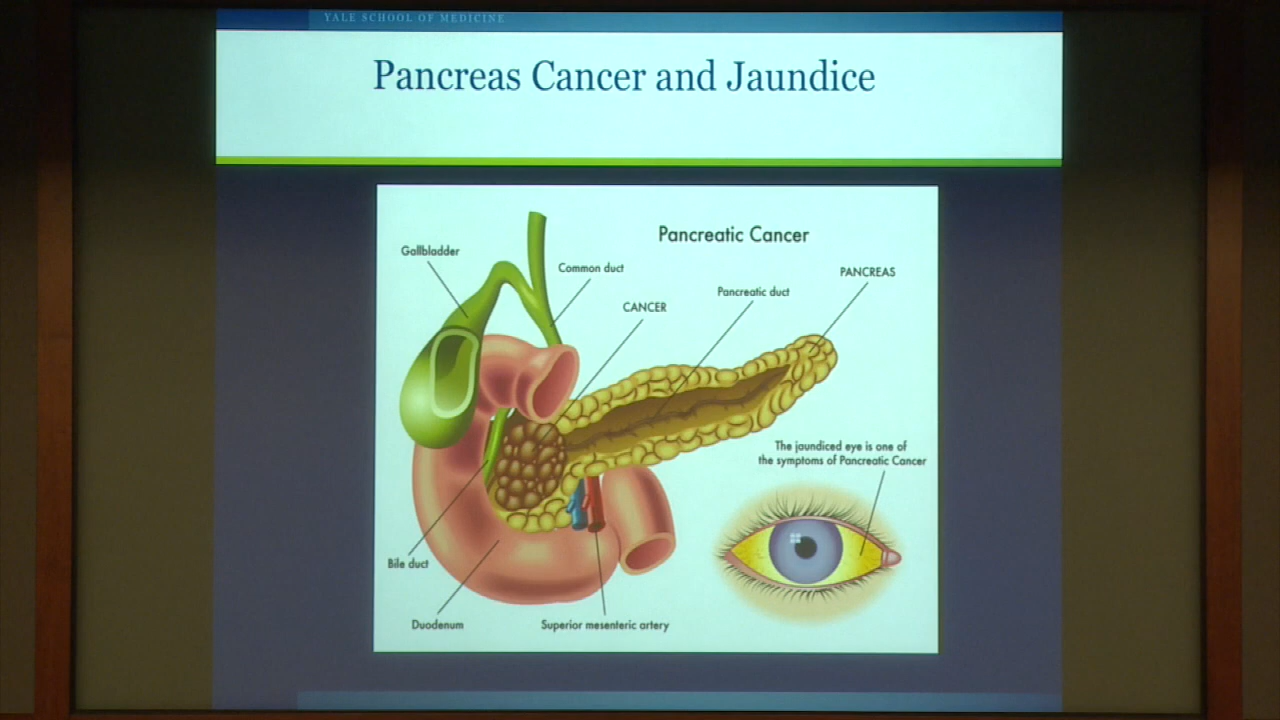 YALE SCHOOL OF MEDICINE
Pancreas Cancer and Jaundice
Pancreatic Cancer
Gallbladder
Common duct
PANCREAS
Pancreatic duct
CANCER
The jaundiced eye is one of
the symptoms of Pancreatic Cancer
Bile duct
Duodenum
Superior mesenteric artery